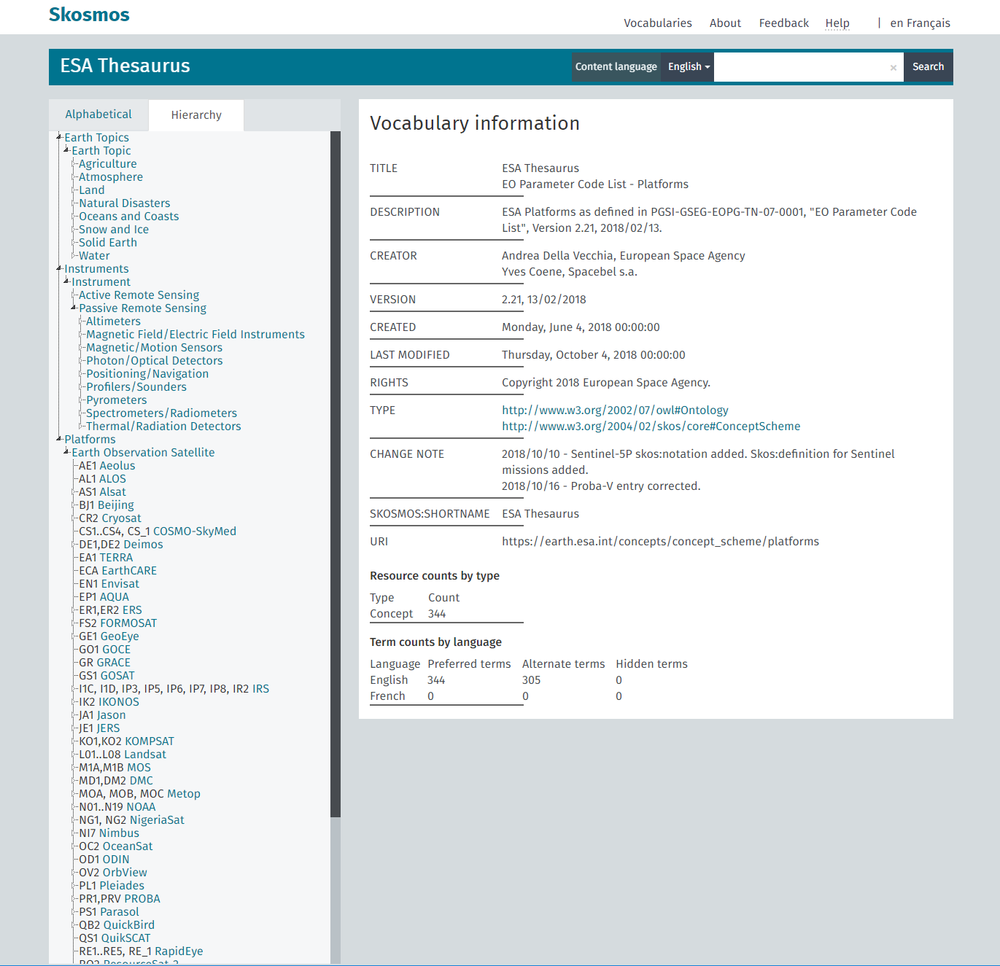 Skosmos
Vocabularies About Feedback Help | en Français
ESA Thesaurus
Content language English × Search
Alphabetical Hierarchy
Earth Topics
Earth Topic
Agriculture
Atmosphere
Land
Natural Disasters
Oceans and Coasts
Snow and Ice
Solid Earth
Water
Instruments
Instrument
Active Remote Sensing
Passive Remote Sensing
Altimeters
Magnetic Field/Electric Field Instruments
Magnetic/Motion Sensors
Photon/Optical Detectors
Positioning/Navigation
Profilers/Sounders
Pyrometers
Spectrometers/Radiometers
Thermal/Radiation Detectors
Platforms
Earth Observation Satellite
AE1 Aeolus
AL1 ALOS
AS1 Alsat
BJ1 Beijing
CR2 Cryosat
CS1..CS4, CS_1 COSMO-SkyMed
DE1,DE2 Deimos
EA1 TERRA
ECA EarthCARE
EN1 Envisat
EP1 AQUA
ER1,ER2 ERS
FS2 FORMOSAT
GE1 GeoEye
GO1 GOCE
GR GRACE
GS1 GOSAT
I1C, I1D, IP3, IP5, IP6, IP7, IP8, IR2 IRS
IK2 IKONOS
JA1 Jason
JE1 JERS
KO1,KO2 KOMPSAT
L01..L08 Landsat
M1A,M1B MOS
MD1,DM2 DMC
MOA, MOB, MOC Metop
N01..N19 NOAA
NG1, NG2 NigeriaSat
NI7 Nimbus
OC2 OceanSat
OD1 ODIN
OV2 OrbView
PL1 Pleiades
PR1,PRV PROBA
PS1 Parasol
QB2 QuickBird
QS1 QuikSCAT
RE1..RE5, RE_1 RapidEye
RO2 ResourceSat-2
Vocabulary information
TITLE ESA Thesaurus
EO Parameter Code List - Platforms
DESCRIPTION ESA Platforms as defined in PGSI-GSEG-EOPG-TN-07-0001, "EO Parameter Code
List", Version 2.21, 2018/02/13.
CREATOR Andrea Della Vecchia, European Space Agency
Yves Coene, Spacebel s.a.
VERSION 2.21, 13/02/2018
CREATED Monday, June 4, 2018 00:00:00
LAST MODIFIED Thursday, October 4, 2018 00:00:00
RIGHTS Copyright 2018 European Space Agency.
TYPE http://www.w3.org/2002/07/owl#Ontology
http://www.w3.org/2004/02/skos/core#ConceptScheme
CHANGE NOTE 2018/10/10 - Sentinel-5P skos:notation added. Skos:definition for Sentinel
missions added.
2018/10/16 - Proba-V entry corrected.
SKOSMOS:SHORTNAME ESA Thesaurus
URI https://earth.esa.int/concepts/concept_scheme/platforms
Resource counts by type
Type Count
Concept 344
Term counts by language
Language Preferred terms Alternate terms Hidden terms
English 344 305 0
French 0 0 0